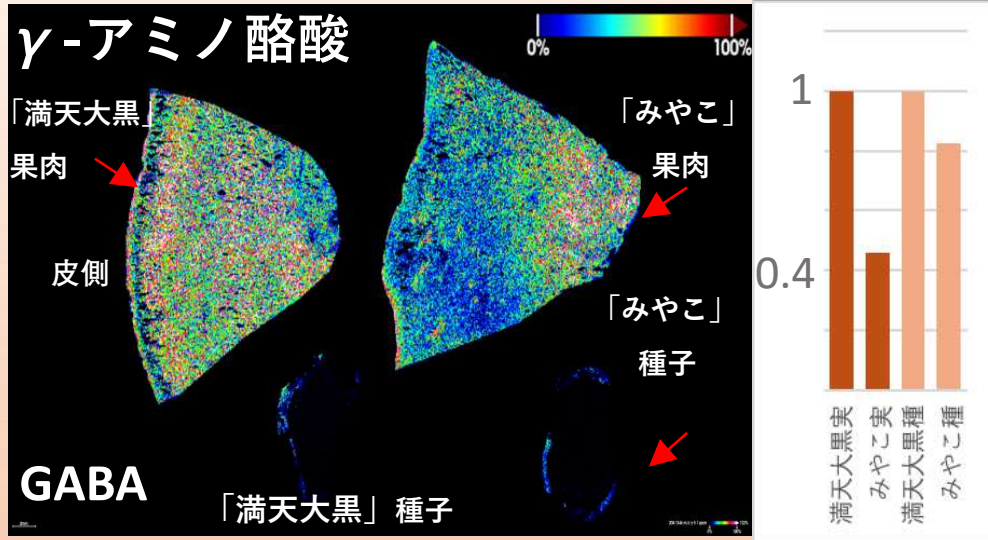 γ-アミノ酪酸
0%
100%
「満天大黒」
果肉
「みやこ」
果肉
皮側
「みやこ」
種子
GABA
「満天大黒」種子
1
0.4
満天大黒実
みやこ実
満天大黒種
みやこ種